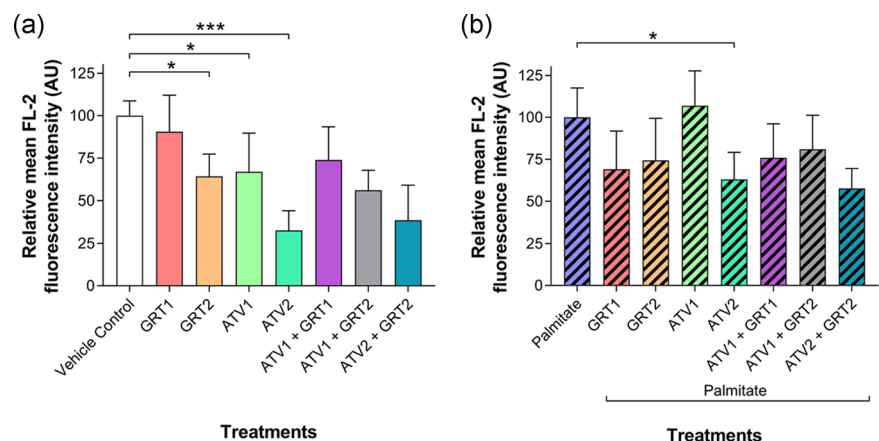 (a)
Relative mean FL-2
fluorescence intensity (AU)
125
100
75
50
25
0
***
*
*
Vehicle Control
GRT1
GRT2
ATV1
ATV2
ATV1 + GRT1
ATV1 + GRT2
ATV2 + GRT2
Treatments
(b)
Relative mean FL-2
fluorescence intensity (AU)
125
100
75
50
25
0
*
Palmitate
GRT1
GRT2
ATV1
ATV2
ATV1 + GRT1
ATV1 + GRT2
ATV2 + GRT2
Palmitate
Treatments